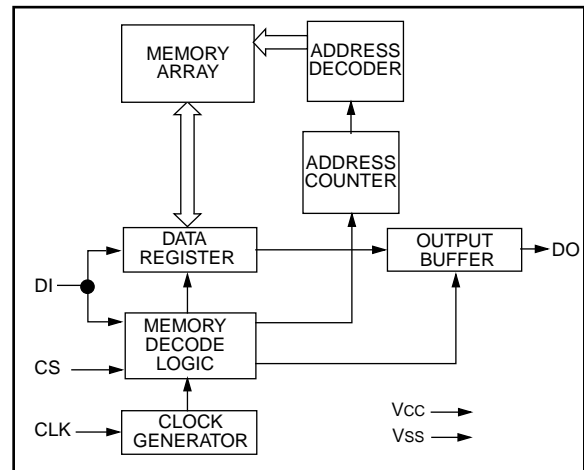 MEMORY
ARRAY
ADDRESS
DECODER
ADDRESS
COUNTER
DATA
REGISTER
OUTPUT
BUFFER
DO
DI
MEMORY
DECODE
LOGIC
CS
CLK
CLOCK
GENERATOR
VCC
VSS